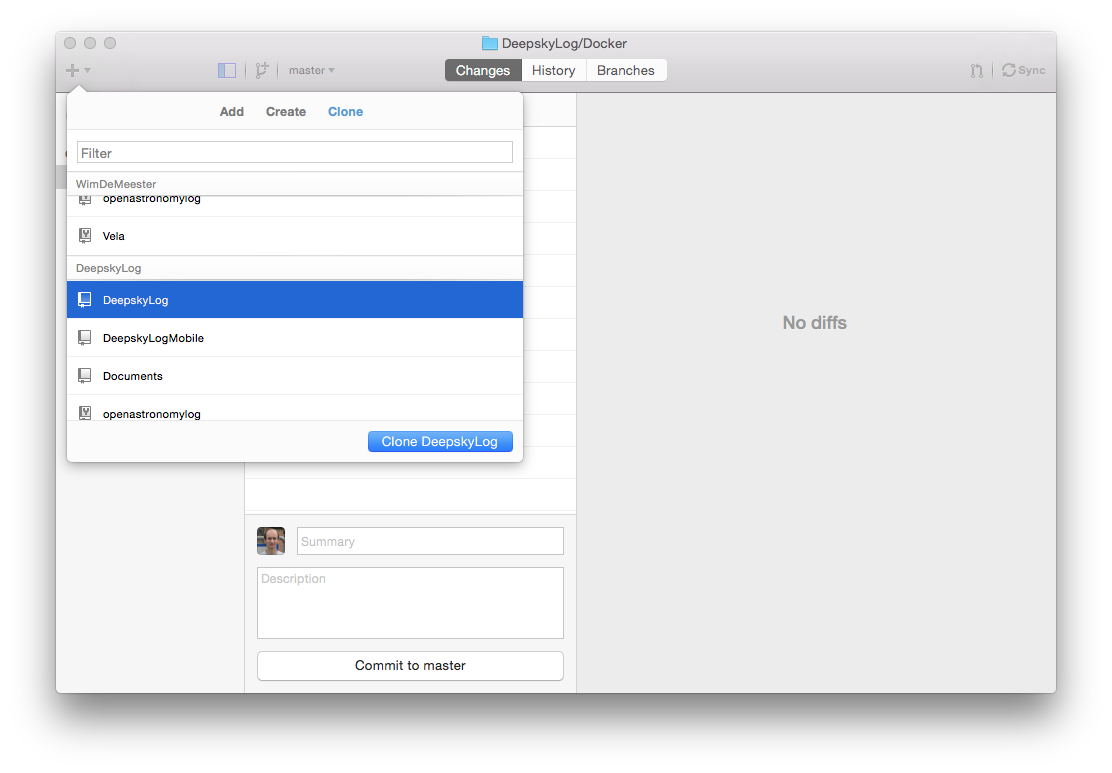 DeepskyLog/Docker
master
Changes
History
Branches
Sync
Add
Create
Clone
Filter
WimDeMeester
openastronomylog
Vela
DeepskyLog
DeepskyLog
DeepskyLogMobile
Documents
openastronomylog
Clone DeepskyLog
No diffs
Summary
Description
Commit to master